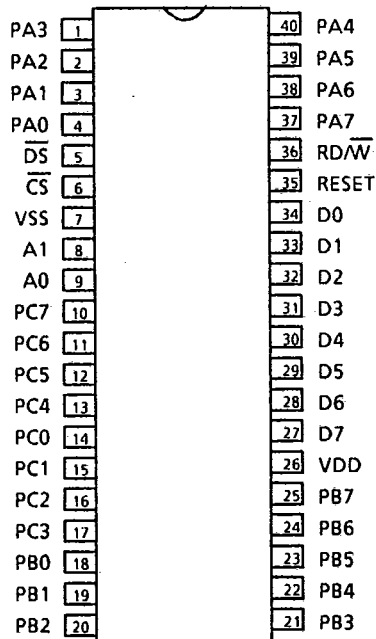 PA3 1 40 PA4
PA2 2 39 PA5
PA1 3 38 PA6
PA0 4 37 PA7
D̅S̅ 5 36 RD/W̅
C̅S̅ 6 35 RESET
VSS 7 34 D0
A1 8 33 D1
A0 9 32 D2
PC7 10 31 D3
PC6 11 30 D4
PC5 12 29 D5
PC4 13 28 D6
PC0 14 27 D7
PC1 15 26 VDD
PC2 16 25 PB7
PC3 17 24 PB6
PB0 18 23 PB5
PB1 19 22 PB4
PB2 20 21 PB3